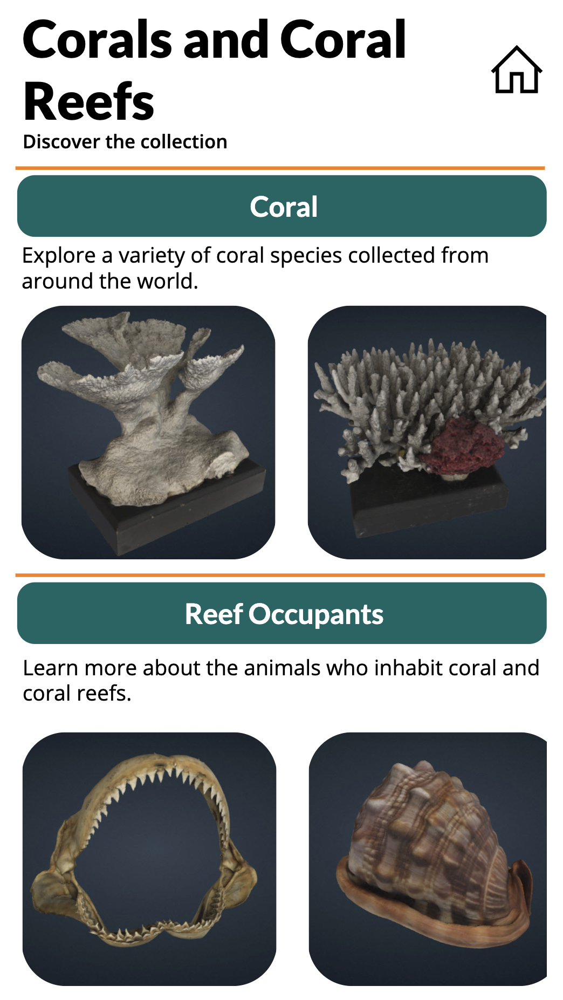 Corals and Coral
Reefs
Discover the collection
Coral
Explore a variety of coral species collected from
around the world.
Reef Occupants
Learn more about the animals who inhabit coral and
coral reefs.